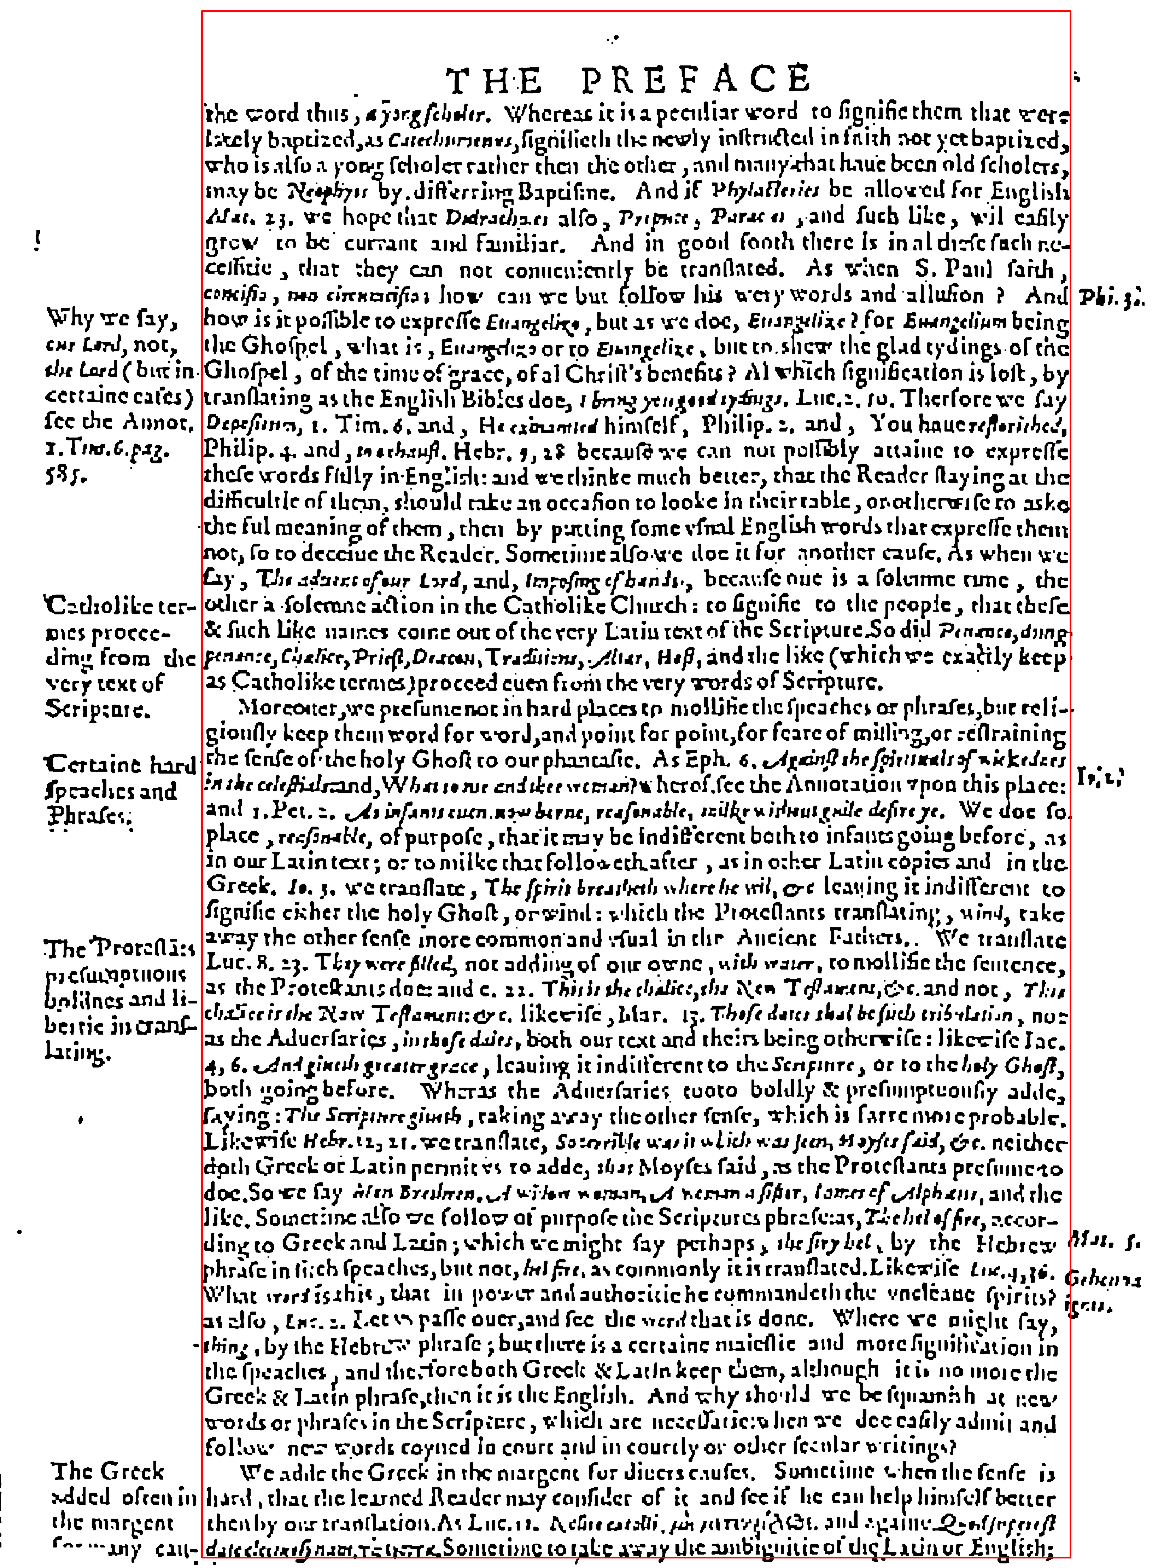 THE PREFACE
the word thus, a yong scholer. Whereas it is a peculiar word to signifie them that were
lately baptized, as Catechumenus, signifieth the newly instructed in faith not yet baptized,
who is also a yong scholer rather then the other, and many that haue been old scholers,
may be Neophyts by differring Baptisme. And if Phylacteries be allowed for English
Mat. 23. we hope that Didrachmes also, Prepuce, Paraclete, and such like, wil easily
grow to be currant and familiar. And in good sooth there is in al these such ne-
cessitie, that they can not conueniently be translated. As when S. Paul saith,
concisio, non circumcisio: how can we but follow his very words and allusion? And
how is it possible to expresse Euangelizo, but as we doe, Euangelize? for Euangelium being
the Ghospel, what is, Euangelizo or to Euangelize, but to shew the glad tydings of the
Ghospel, of the time of grace, of al Christ's benefits? Al which signification is lost, by
translating as the English Bibles doe, I bring you good tydings. Luc. 2. 10. Therfore we say
Depositum, 1. Tim. 6. and, He exinanited himself, Philip. 2. and, You haue reflorished,
Philip. 4. and, to exhaust. Hebr. 9, 28 because we can not possibly attaine to expresse
these words fully in English: and we thinke much better, that the Reader staying at the
difficultie of them, should take an occasion to looke in their table, or otherwise to aske
the ful meaning of them, then by putting some vsual English words that expresse them
not, so to deceiue the Reader. Sometime also we doe it for another cause. As when we
say, The aduent of our Lord, and, Imposing of hands, because one is a solemne time, the
other a solemne action in the Catholike Church: to signifie to the people, that these
& such like names come out of the very Latin text of the Scripture. So did Penance, doing
penance, Chalice, Priest, Deacon, Traditions, Altar, Host, and the like (which we exactly keep
as Catholike termes) proceed euen from the very words of Scripture.
Moreouer, we presume not in hard places to mollifie the speaches or phrases, but reli-
giously keep them word for word, and point for point, for feare of missing, or restraining
the sense of the holy Ghost to our phantasie. As Eph. 6. Against the spirituals of wickednes
in the celestials: and, What to me and thee woman? wherof see the Annotation vpon this place:
and 1. Pet. 2. As infants euen now borne, reasonable, milke without guile desire ye. We doe so
place, reasonable, of purpose, that it may be indifferent both to infants going before, as
in our Latin text; or to milke that followeth after, as in other Latin copies and in the
Greek. Io. 3. we translate, The spirit breatheth where he wil, &c leauing it indifferent to
signifie either the holy Ghost, or wind: which the Protestants translating, wind, take
away the other sense more common and vsual in the Ancient Fathers. We translate
Luc. 8. 23. They were filled, not adding of our owne, with water, to mollifie the sentence,
as the Protestants doe: and c. 22. This is the chalice, the New Testament, &c. and not, This
chalice is the New Testament: &c. likewise, Mar. 13. Those daies shal be such tribulation, not
as the Aduersaries, in those daies, both our text and theirs being otherwise: likewise Iac.
4, 6. And giueth greater grace, leauing it indifferent to the Scripture, or to the holy Ghost,
both going before. Wheras the Aduersaries tooto boldly & presumptuously adde,
saying: The Scripture giueth, taking away the other sense, which is farre more probable.
Likewise Hebr. 12, 21. we translate, So terrible was it which was seen, Moyses said, &c. neither
doth Greek or Latin permit vs to adde, that Moyses said, as the Protestants presume to
doe. So we say Men Brethren, A widow woman, A woman a sister, Iames of Alphaeus, and the
like. Sometime also we follow of purpose the Scriptures phrase: as, The hel of fire, accor-
ding to Greek and Latin; which we might say perhaps, the firy hel, by the Hebrew
phrase in such speaches, but not, hel fire, as commonly it is translated. Likewise Luc. 4, 36.
What word is this, that in power and authoritie he commandeth the vncleane spirits?
as also, Luc. 2. Let vs passe ouer, and see the word that is done. Where we might say,
thing, by the Hebrew phrase; but there is a certaine maiestie and more signification in
the speaches, and therfore both Greek & Latin keep them, although it is no more the
Greek & Latin phrase, then it is the English. And why should we be squamish at new
words or phrases in the Scripture, which are necessarie: when we doe easily admit and
follow new words coyned in court and in courtly or other secular writings?
We adde the Greek in the margent for diuers causes. Sometime when the sense is
hard, that the learned Reader may consider of it and see if he can help himself better
then by our translation. As Luc. 11. Nolite extolli, and againe Quod superest
date eleemosynam, Sometime to take away the ambiguitie of the Latin or English;
Why we say,
our Lord, not,
the Lord (but in
certaine cases)
see the Annot.
1. Tim. 6. pag.
585.
Catholike ter-
mes procee-
ding from the
very text of
Scripture.
Certaine hard
speaches and
Phrases.
The Protestãts
presumptuous
boldnes and li-
bertie in trans-
lating.
The Greek
added often in
the margent
for many cau-
Phi. 3.
Io. 2.
Mat. 5.
Gehenna
ignis.